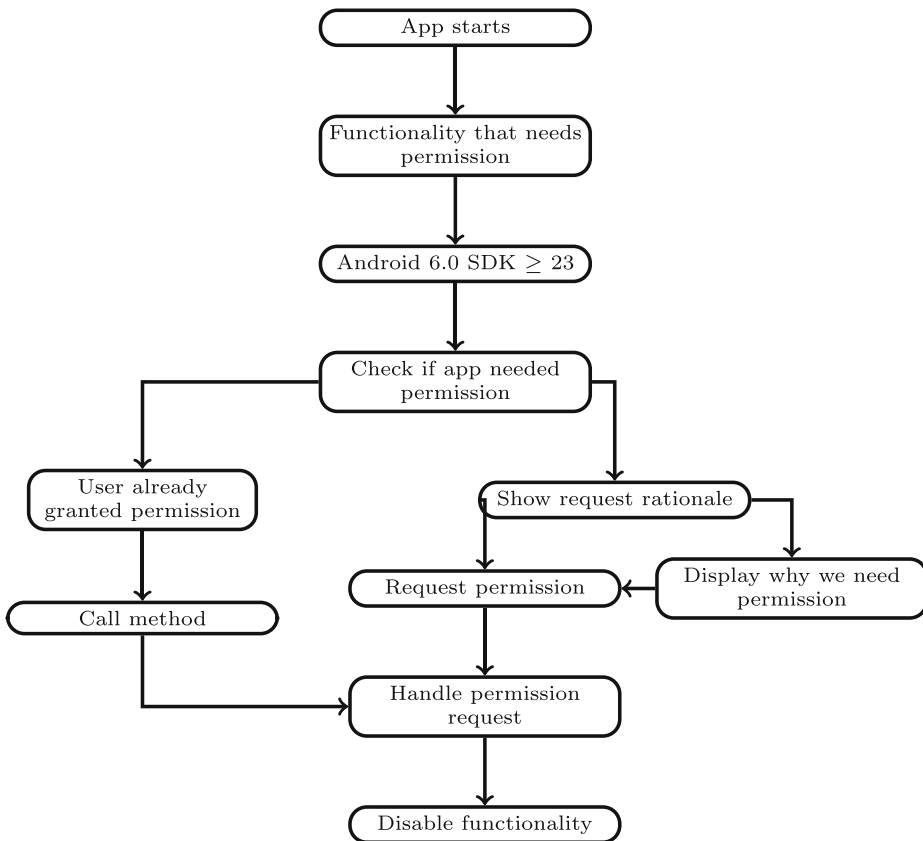 App starts
Functionality that needs
permission
Android 6.0 SDK ≥ 23
Check if app needed
permission
User already
granted permission
Show request rationale
Request permission
Display why we need
permission
Call method
Handle permission
request
Disable functionality